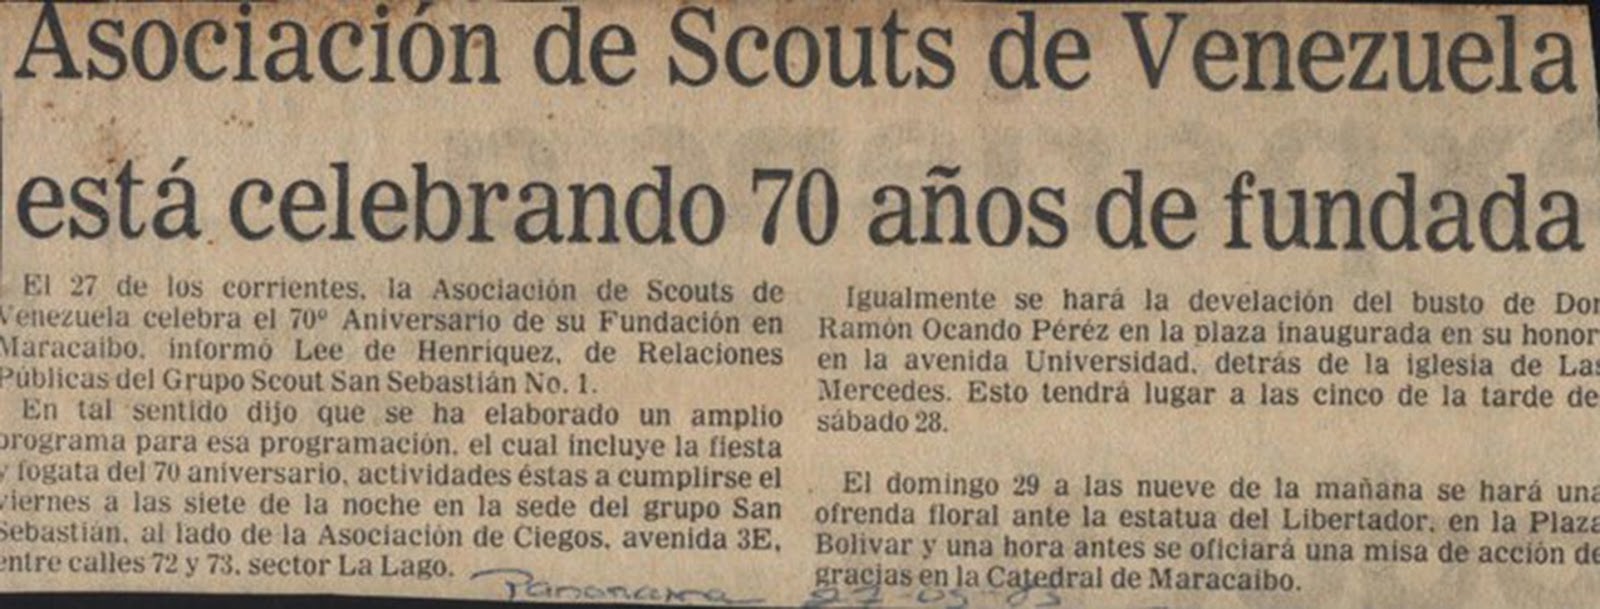 Asociación de Scouts de Venezuela
está celebrando 70 años de fundada
El 27 de los corrientes, la Asociación de Scouts de
Venezuela celebra el 70º Aniversario de su Fundación en
Maracaibo, informó Lee de Henríquez, de Relaciones
Públicas del Grupo Scout San Sebastián No. 1.
En tal sentido dijo que se ha elaborado un amplio
programa para esa programación, el cual incluye la fiesta
y fogata del 70 aniversario, actividades éstas a cumplirse el
viernes a las siete de la noche en la sede del grupo San
Sebastián, al lado de la Asociación de Ciegos, avenida 3E,
entre calles 72 y 73, sector La Lago.
Igualmente se hará la develación del busto de Don
Ramón Ocando Péréz en la plaza inaugurada en su honor
en la avenida Universidad, detrás de la iglesia de Las
Mercedes. Esto tendrá lugar a las cinco de la tarde de
sábado 28.
El domingo 29 a las nueve de la mañana se hará una
ofrenda floral ante la estatua del Libertador, en la Plaza
Bolívar y una hora antes se oficiará una misa de acción de
gracias en la Catedral de Maracaibo.
Panorama